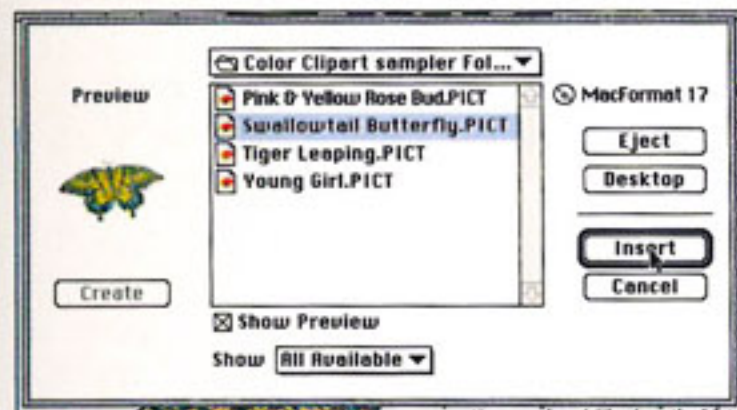 Color Clipart sampler Fol...
Preview
Pink & Yellow Rose Bud.PICT
Swallowtail Butterfly.PICT
Tiger Leaping.PICT
Young Girl.PICT
MacFormat 17
Eject
Desktop
Insert
Cancel
Create
Show Preview
Show All Available